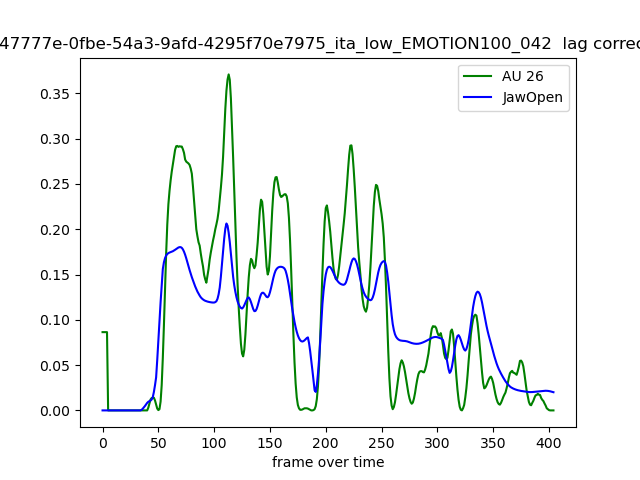 47777e-0fbe-54a3-9afd-4295f70e7975_ita_low_EMOTION100_042 lag correc
AU 26
JawOpen
0.35
0.30
0.25
0.20
0.15
0.10
0.05
0.00
0 50 100 150 200 250 300 350 400
frame over time